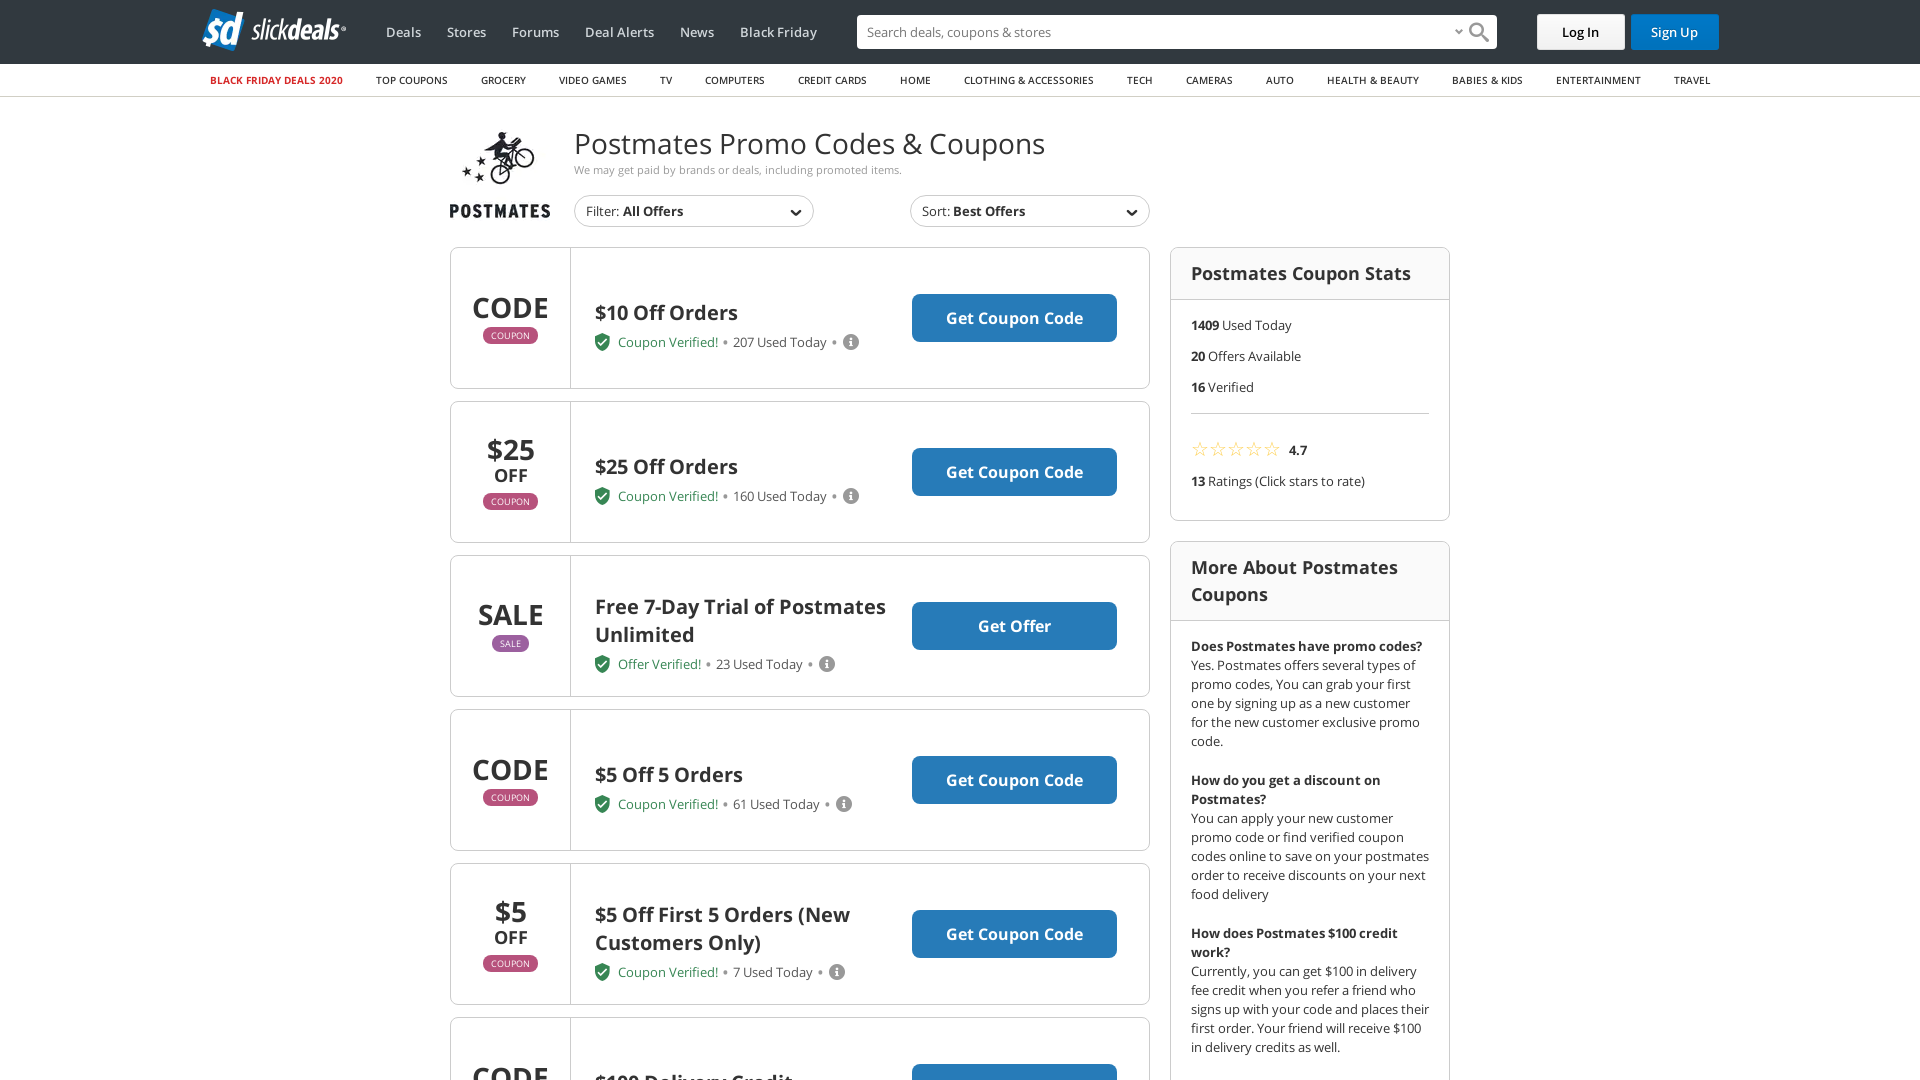 sd slickdeals
Deals
Stores
Forums
Deal Alerts
News
Black Friday
Search deals, coupons & stores
Log In
Sign Up
BLACK FRIDAY DEALS 2020
TOP COUPONS
GROCERY
VIDEO GAMES
TV
COMPUTERS
CREDIT CARDS
HOME
CLOTHING & ACCESSORIES
TECH
CAMERAS
AUTO
HEALTH & BEAUTY
BABIES & KIDS
ENTERTAINMENT
TRAVEL
POSTMATES
Postmates Promo Codes & Coupons
We may get paid by brands or deals, including promoted items.
Filter: All Offers
Sort: Best Offers
CODE
COUPON
$10 Off Orders
Coupon Verified! • 207 Used Today •
Get Coupon Code
$25
OFF
COUPON
$25 Off Orders
Coupon Verified! • 160 Used Today •
Get Coupon Code
SALE
SALE
Free 7-Day Trial of Postmates
Unlimited
Offer Verified! • 23 Used Today •
Get Offer
CODE
COUPON
$5 Off 5 Orders
Coupon Verified! • 61 Used Today •
Get Coupon Code
$5
OFF
COUPON
$5 Off First 5 Orders (New
Customers Only)
Coupon Verified! • 7 Used Today •
Get Coupon Code
CODE
$100 Delivery Credit
Postmates Coupon Stats
1409 Used Today
20 Offers Available
16 Verified
☆☆☆☆☆ 4.7
13 Ratings (Click stars to rate)
More About Postmates
Coupons
Does Postmates have promo codes?
Yes. Postmates offers several types of
promo codes, You can grab your first
one by signing up as a new customer
for the new customer exclusive promo
code.
How do you get a discount on
Postmates?
You can apply your new customer
promo code or find verified coupon
codes online to save on your postmates
order to receive discounts on your next
food delivery
How does Postmates $100 credit
work?
Currently, you can get $100 in delivery
fee credit when you refer a friend who
signs up with your code and places their
first order. Your friend will receive $100
in delivery credits as well.